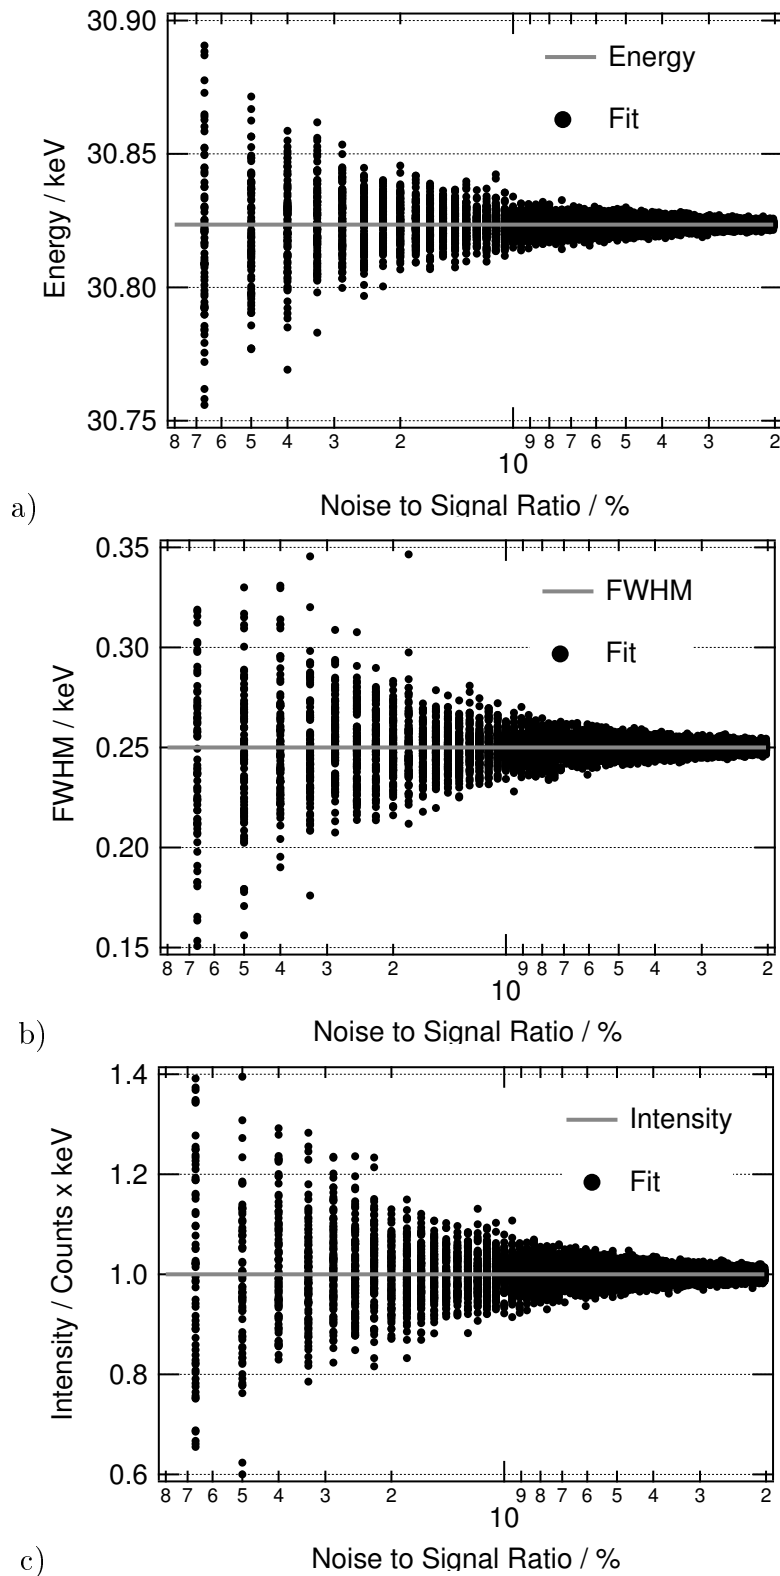 30.90
30.85
30.80
30.75
Energy / keV
Energy
Fit
8 7 6 5 4 3 2 9 8 7 6 5 4 3 2
10
a) Noise to Signal Ratio / %
0.35
0.30
0.25
0.20
0.15
FWHM / keV
FWHM
Fit
8 7 6 5 4 3 2 9 8 7 6 5 4 3 2
10
b) Noise to Signal Ratio / %
1.4
1.2
1.0
0.8
0.6
Intensity / Counts x keV
Intensity
Fit
8 7 6 5 4 3 2 9 8 7 6 5 4 3 2
10
c) Noise to Signal Ratio / %